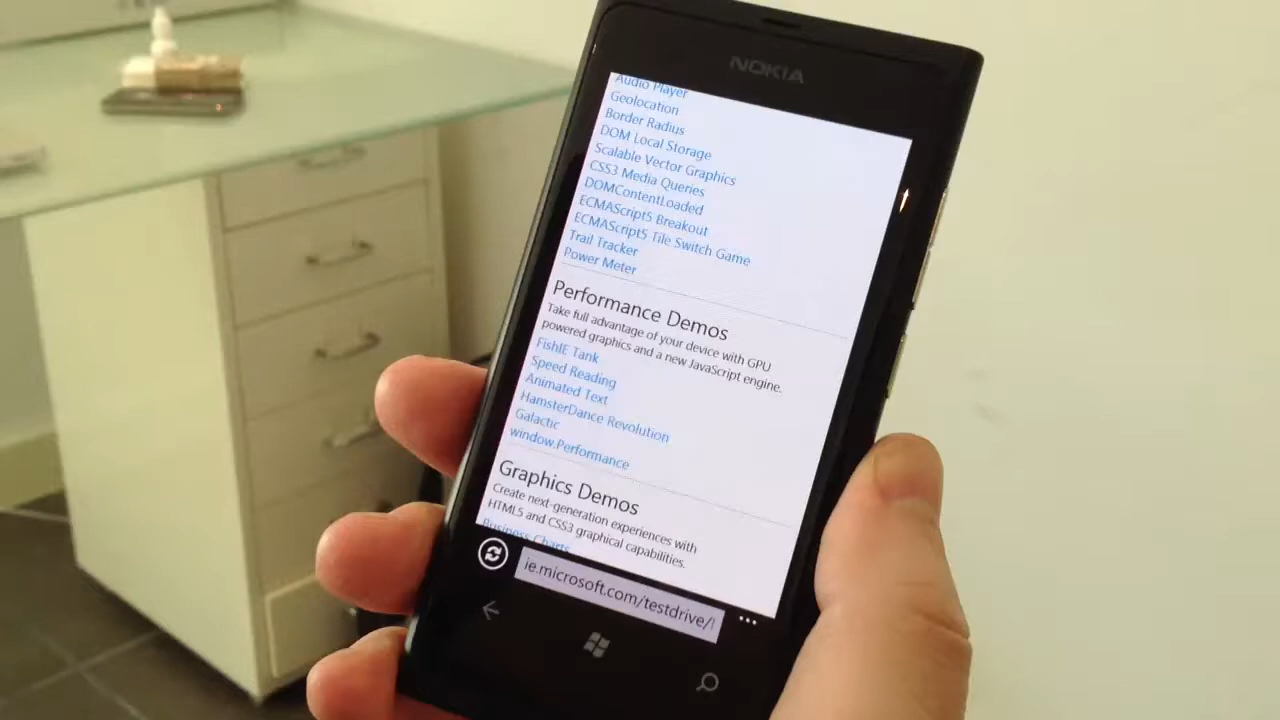 NOKIA
Audio Player
Geolocation
Border Radius
DOM Local Storage
Scalable Vector Graphics
CSS3 Media Queries
DOMContentLoaded
ECMAScript5 Breakout
ECMAScript5 Tile Switch Game
Trail Tracker
Power Meter
Performance Demos
Take full advantage of your device with GPU
powered graphics and a new JavaScript engine.
FishIE Tank
Speed Reading
Animated Text
HamsterDance Revolution
Galactic
window.Performance
Graphics Demos
Create next-generation experiences with
HTML5 and CSS3 graphical capabilities.
Business Charts
ie.microsoft.com/testdrive/